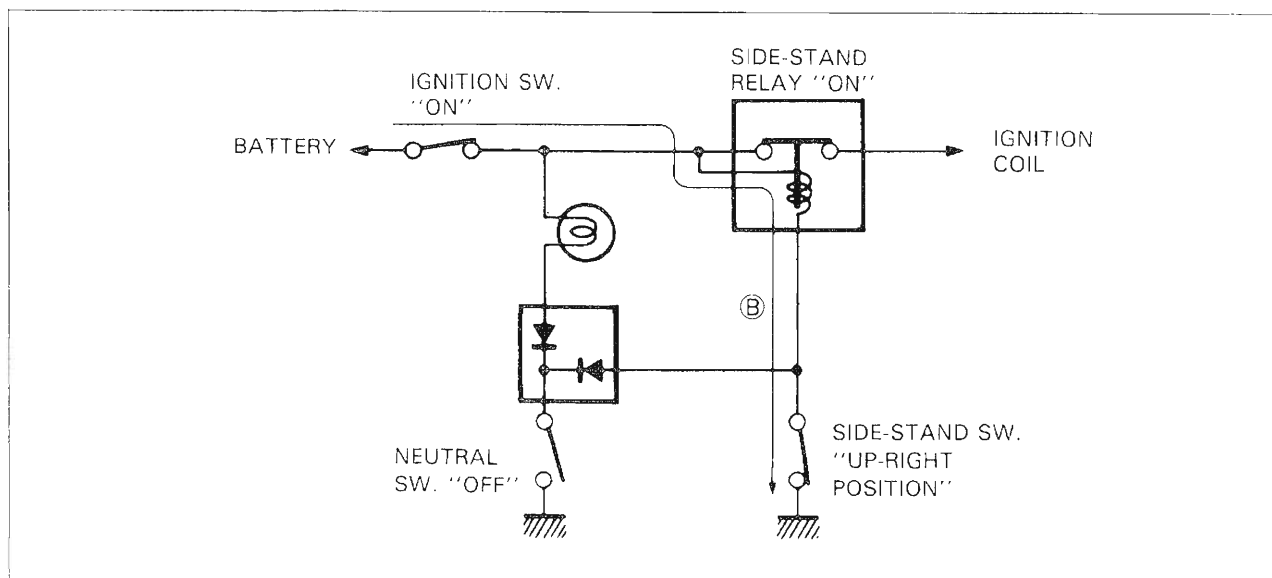 SIDE-STAND
RELAY "ON"
IGNITION SW.
"ON"
BATTERY
IGNITION
COIL
B
NEUTRAL
SW. "OFF"
SIDE-STAND SW.
"UP-RIGHT
POSITION"